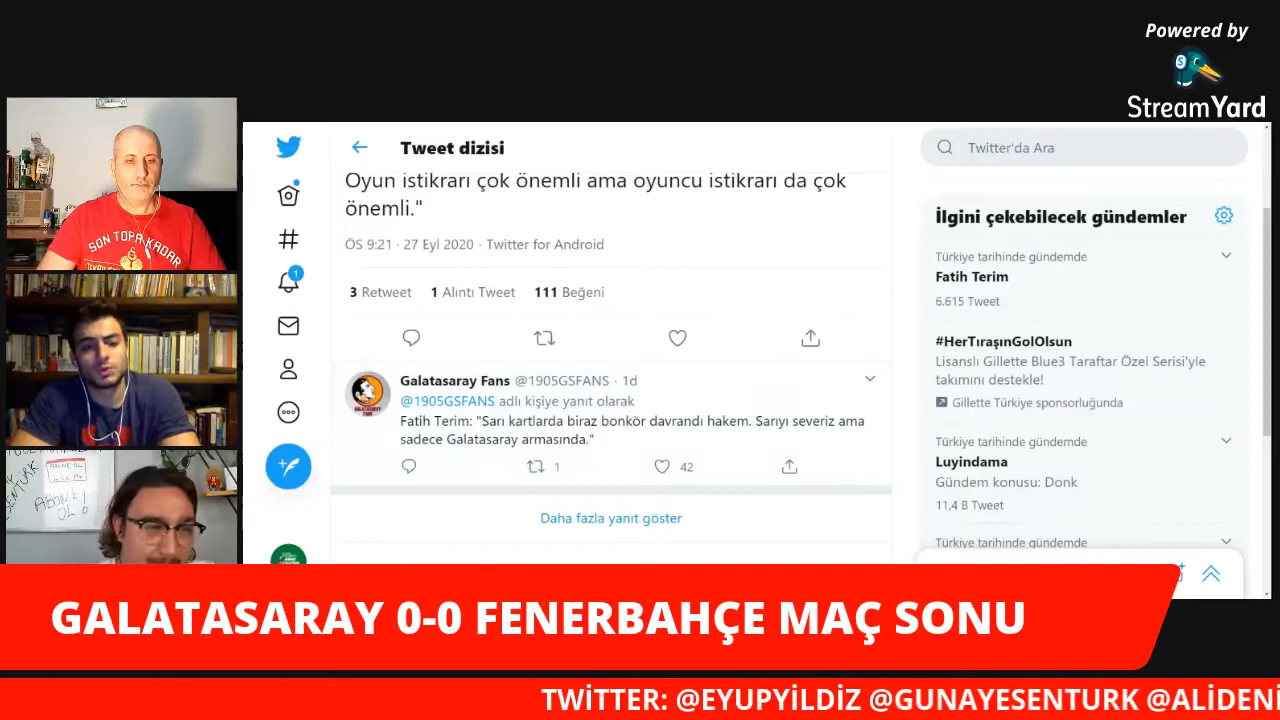 Powered by
StreamYard
SON TOPA KADAR
ABONE OL
ABONE
OL
Tweet dizisi
Oyun istikrarı çok önemli ama oyuncu istikrarı da çok
önemli."
ÖS 9:21 · 27 Eyl 2020 · Twitter for Android
3 Retweet 1 Alıntı Tweet 111 Beğeni
Galatasaray Fans @1905GSFANS · 1d
@1905GSFANS adlı kişiye yanıt olarak
Fatih Terim: "Sarı kartlarda biraz bonkör davrandı hakem. Sarıyı severiz ama
sadece Galatasaray armasında."
1 42
Daha fazla yanıt göster
1
Twitter'da Ara
İlgini çekebilecek gündemler
Türkiye tarihinde gündemde
Fatih Terim
6.615 Tweet
#HerTıraşınGolOlsun
Lisanslı Gillette Blue3 Taraftar Özel Serisi'yle
takımını destekle!
Gillette Türkiye sponsorluğunda
Türkiye tarihinde gündemde
Luyindama
Gündem konusu: Donk
11,4 B Tweet
Türkiye tarihinde gündemde
GALATASARAY 0-0 FENERBAHÇE MAÇ SONU
TWİTTER: @EYUPYİLDİZ @GUNAYESENTURK @ALİDENİ